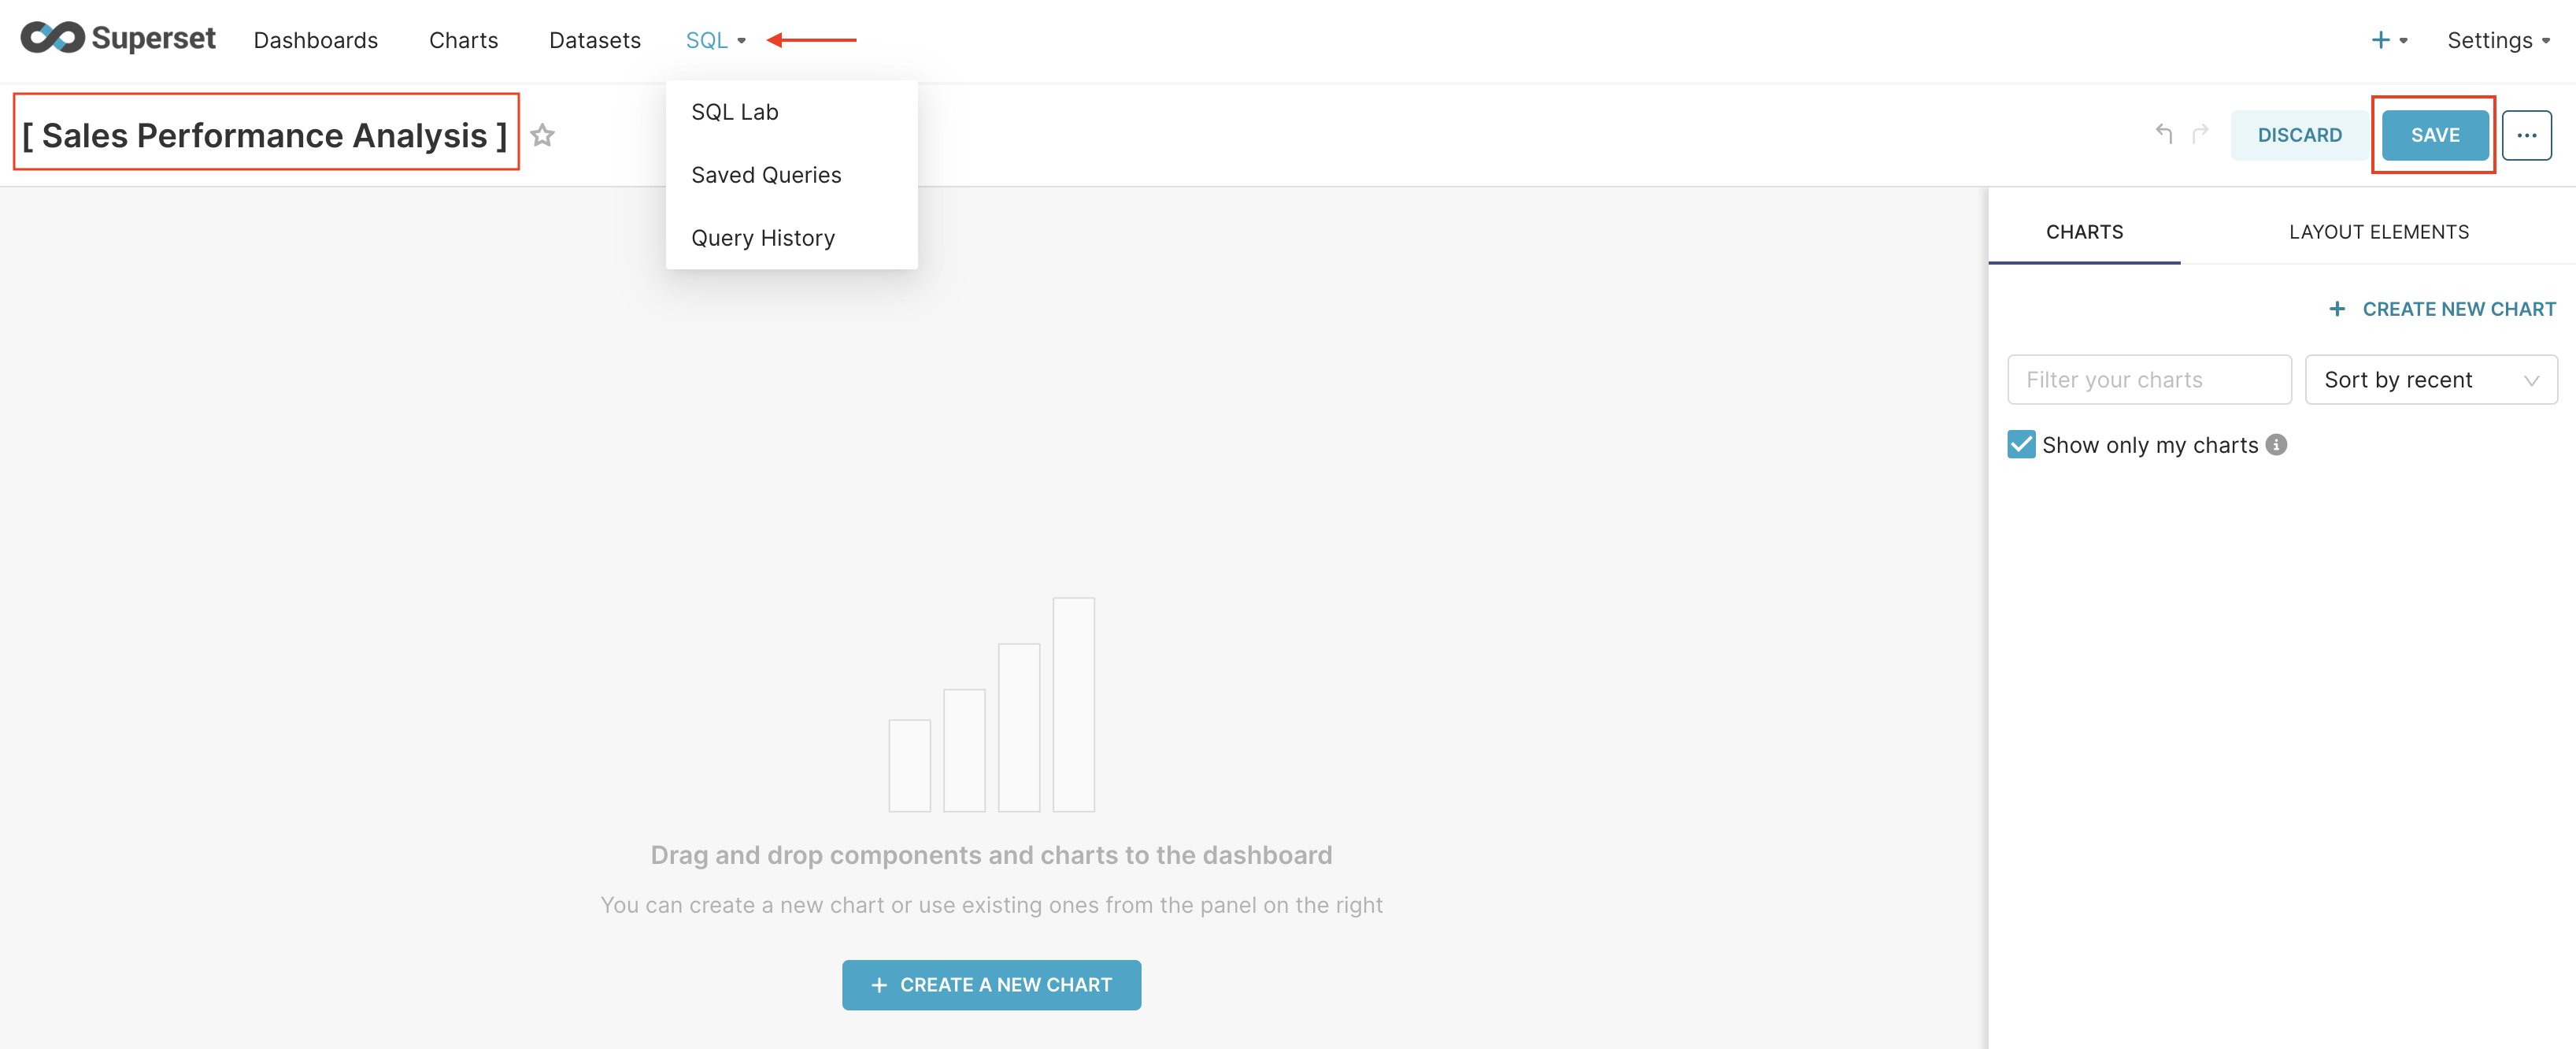 Superset Dashboards Charts Datasets SQL + Settings
[ Sales Performance Analysis ] DISCARD SAVE ...
SQL Lab
Saved Queries
Query History
CHARTS LAYOUT ELEMENTS
+ CREATE NEW CHART
Filter your charts Sort by recent
Show only my charts
Drag and drop components and charts to the dashboard
You can create a new chart or use existing ones from the panel on the right
+ CREATE A NEW CHART